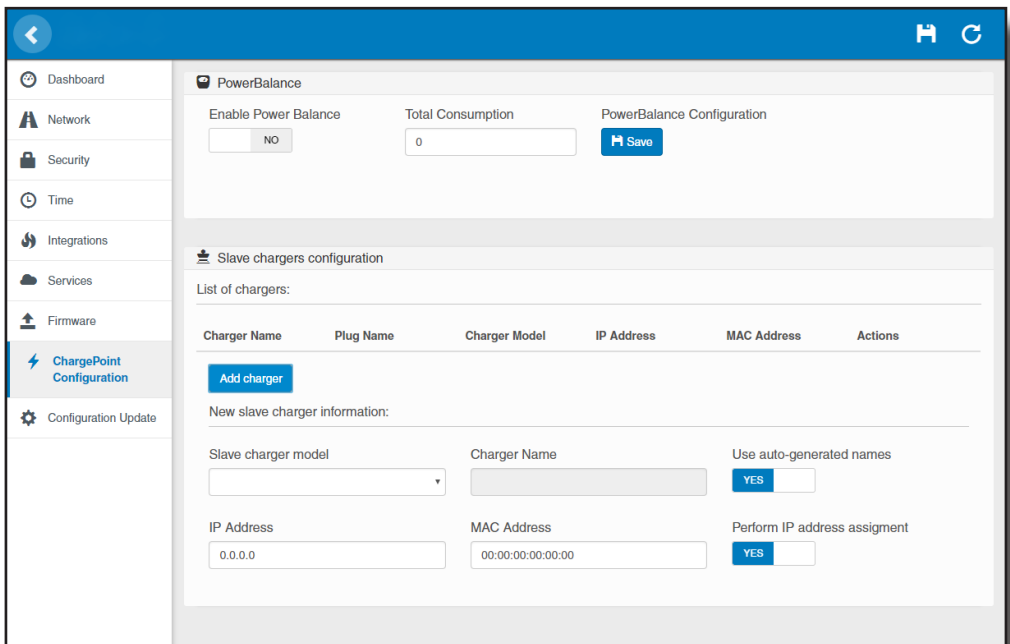 Dashboard
Network
Security
Time
Integrations
Services
Firmware
ChargePoint
Configuration
Configuration Update
PowerBalance
Enable Power Balance Total Consumption PowerBalance Configuration
NO 0 Save
Slave chargers configuration
List of chargers:
Charger Name Plug Name Charger Model IP Address MAC Address Actions
Add charger
New slave charger information:
Slave charger model Charger Name Use auto-generated names
YES
IP Address MAC Address Perform IP address assigment
0.0.0.0 00:00:00:00:00:00 YES